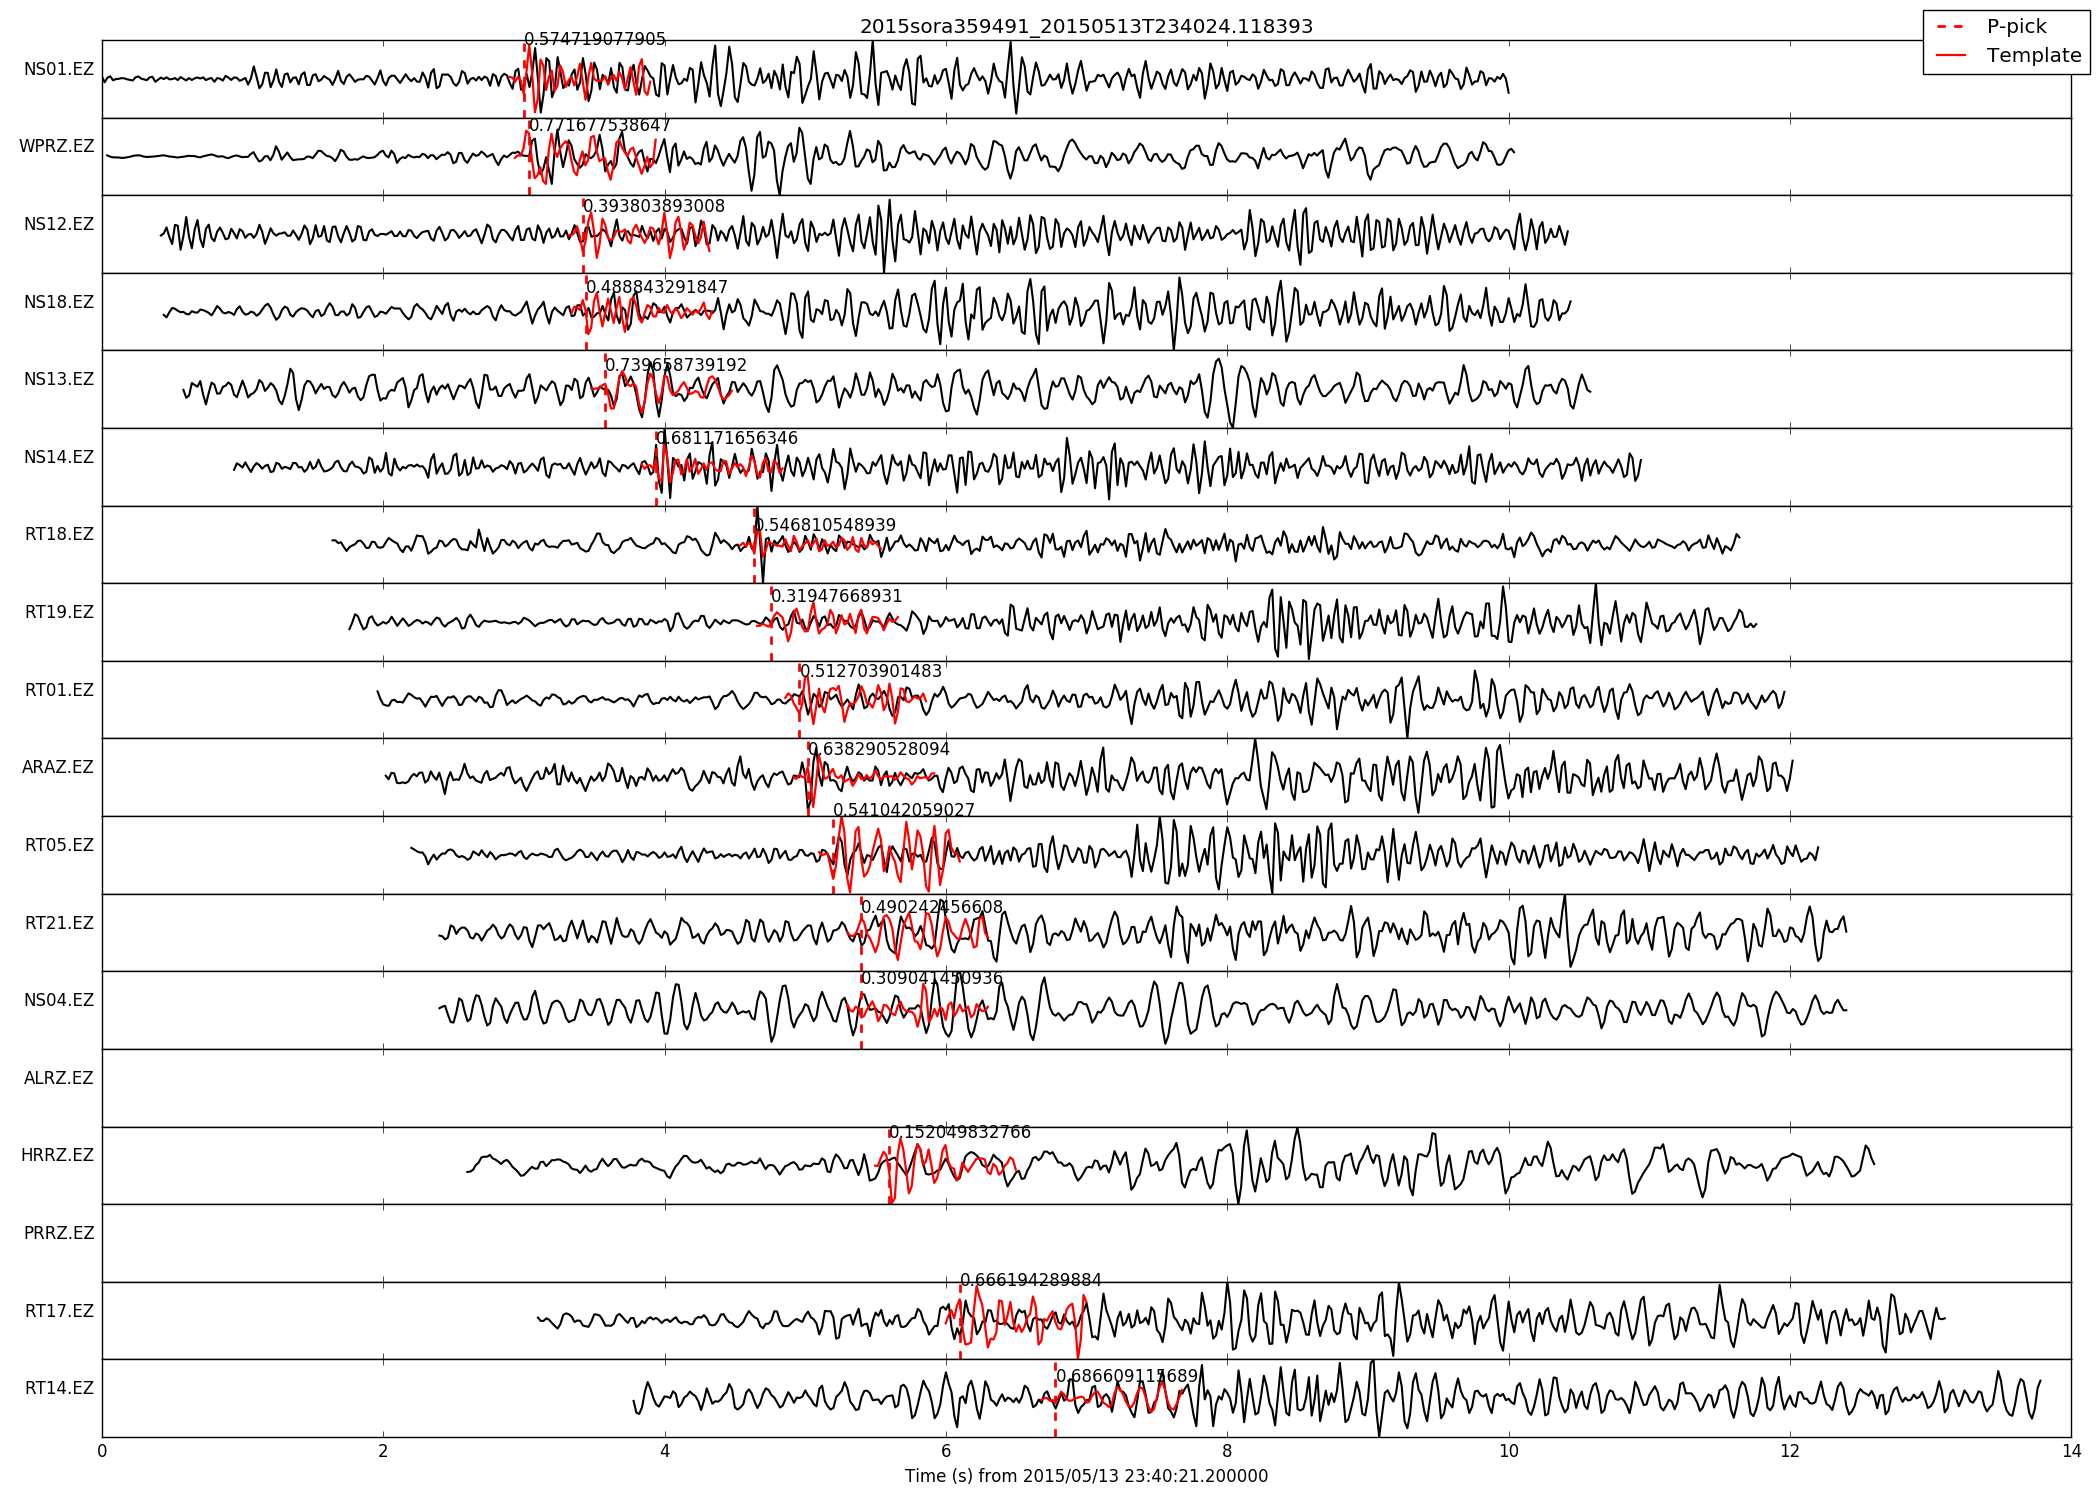 2015sora359491_20150513T234024.118393
P-pick
Template
NS01.EZ
0.574719077905
WPRZ.EZ
0.771677538647
NS12.EZ
0.393803893008
NS18.EZ
0.488843291847
NS13.EZ
0.739658739192
NS14.EZ
0.681171656346
RT18.EZ
0.546810548939
RT19.EZ
0.31947668931
RT01.EZ
0.512703901483
ARAZ.EZ
0.638290528094
RT05.EZ
0.541042059027
RT21.EZ
0.490242456608
NS04.EZ
0.309041450936
ALRZ.EZ
HRRZ.EZ
0.152049832766
PRRZ.EZ
RT17.EZ
0.666194289884
RT14.EZ
0.686609115689
0 2 4 6 8 10 12 14
Time (s) from 2015/05/13 23:40:21.200000